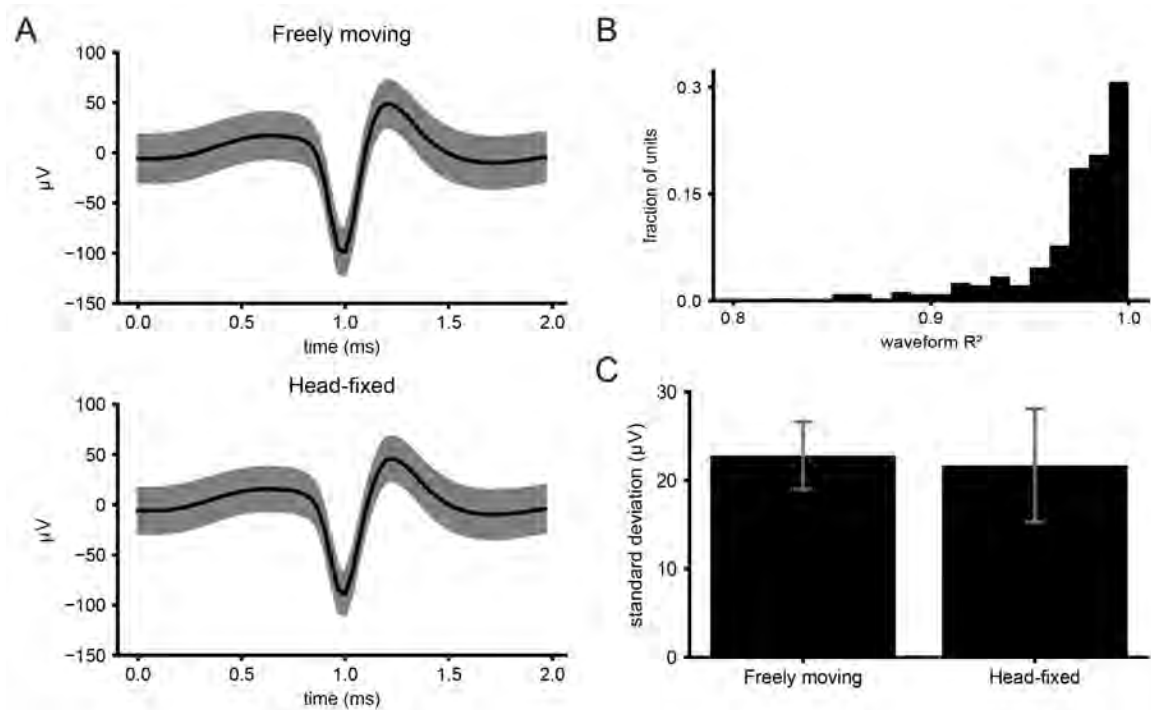 A
Freely moving
100
50
0
−50
−100
−150
µV
0.0 0.5 1.0 1.5 2.0
time (ms)
Head-fixed
100
50
0
−50
−100
−150
µV
0.0 0.5 1.0 1.5 2.0
time (ms)
B
0.3
0.15
0.0
fraction of units
0.8 0.9 1.0
waveform R²
C
30
20
10
0
standard deviation (µV)
Freely moving Head-fixed